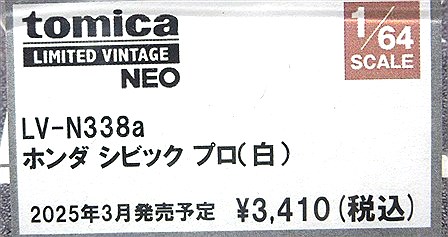 tomica
LIMITED VINTAGE
NEO
1/64
SCALE
LV-N338a
ホンダ シビック プロ(白)
2025年3月発売予定 ¥3,410(税込)